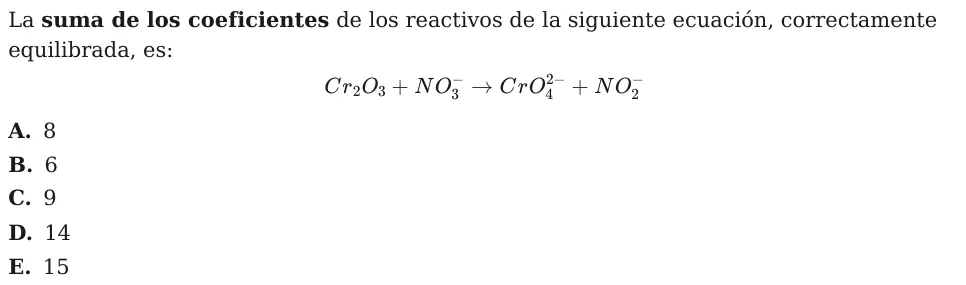 La suma de los coeficientes de los reactivos de la siguiente ecuación, correctamente
equilibrada, es:
Cr₂O₃ + NO₃⁻ → CrO₄²⁻ + NO₂⁻
A. 8
B. 6
C. 9
D. 14
E. 15